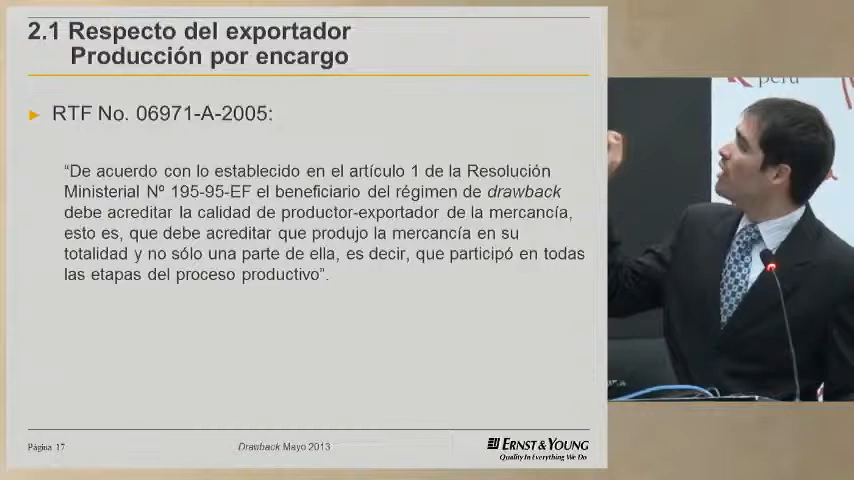 2.1 Respecto del exportador
Producción por encargo
► RTF No. 06971-A-2005:
“De acuerdo con lo establecido en el artículo 1 de la Resolución
Ministerial Nº 195-95-EF el beneficiario del régimen de drawback
debe acreditar la calidad de productor-exportador de la mercancía,
esto es, que debe acreditar que produjo la mercancía en su
totalidad y no sólo una parte de ella, es decir, que participó en todas
las etapas del proceso productivo”.
Página 17
Drawback Mayo 2013
ERNST & YOUNG
Quality In Everything We Do
perú